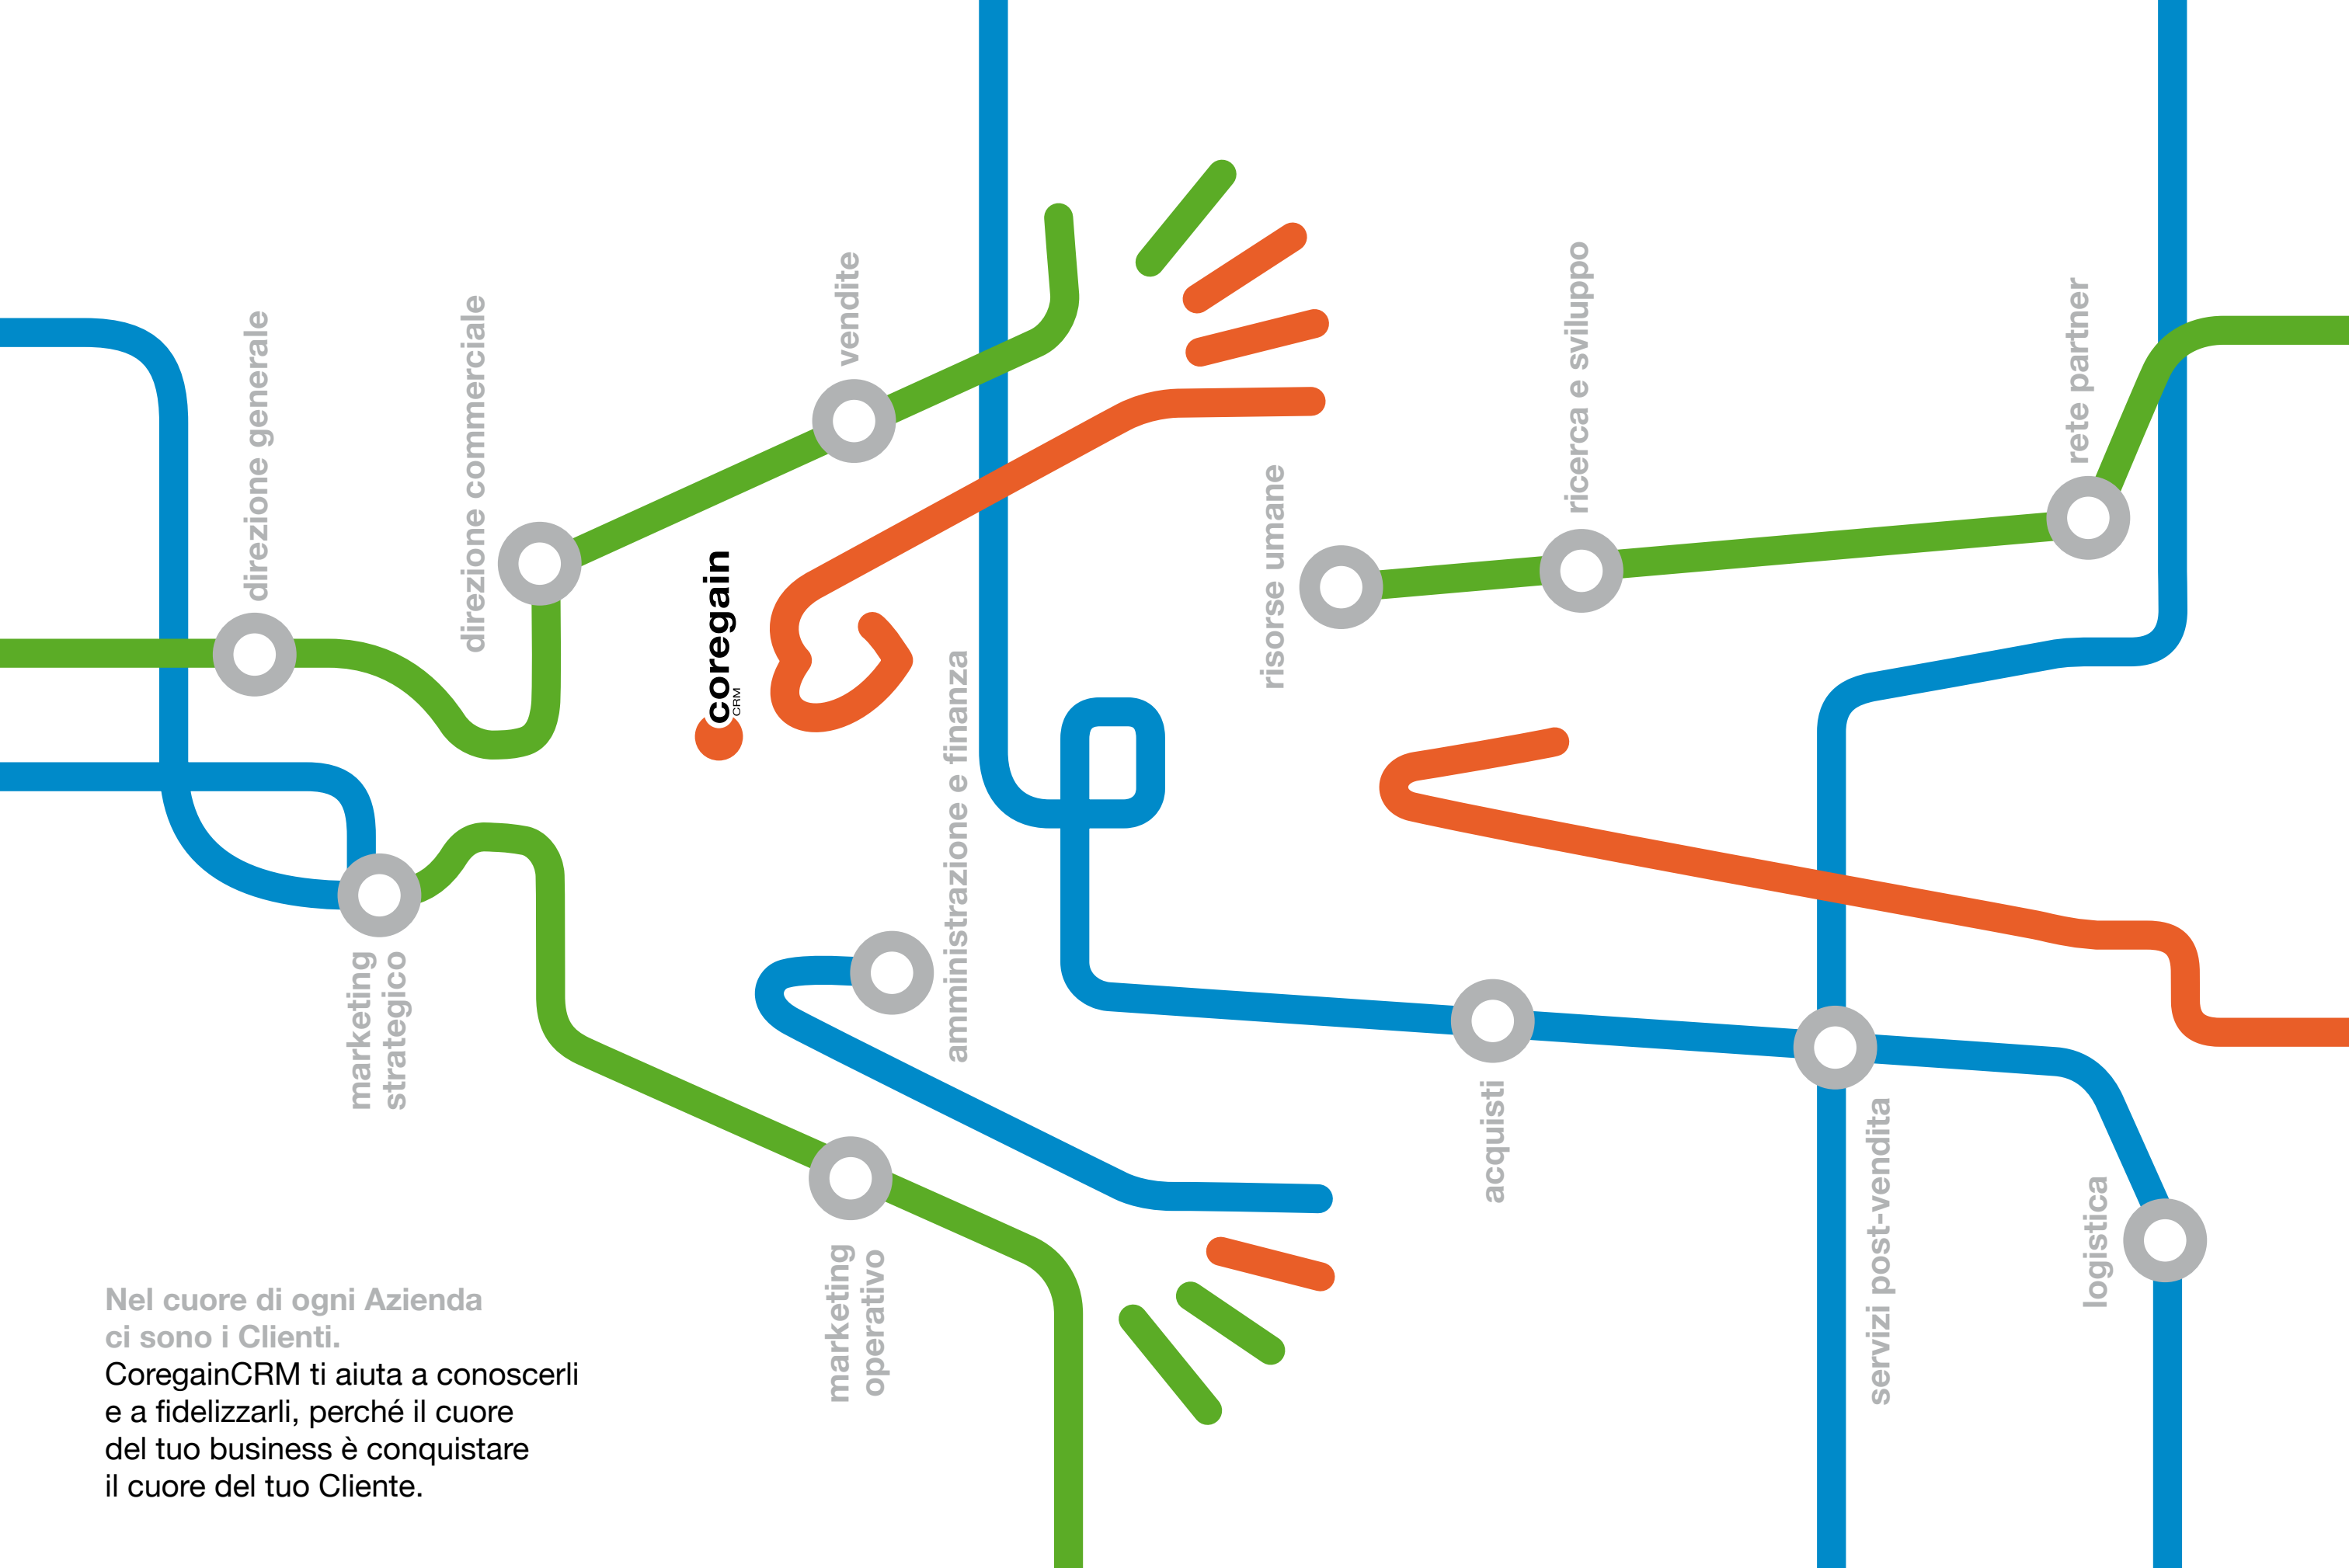 direzione generale
direzione commerciale
vendite
coregain
CRM
amministrazione e finanza
risorse umane
ricerca e sviluppo
rete partner
marketing
strategico
marketing
operativo
acquisti
servizi post-vendita
logistica
Nel cuore di ogni Azienda
ci sono i Clienti.
CoregainCRM ti aiuta a conoscerli
e a fidelizzarli, perché il cuore
del tuo business è conquistare
il cuore del tuo Cliente.